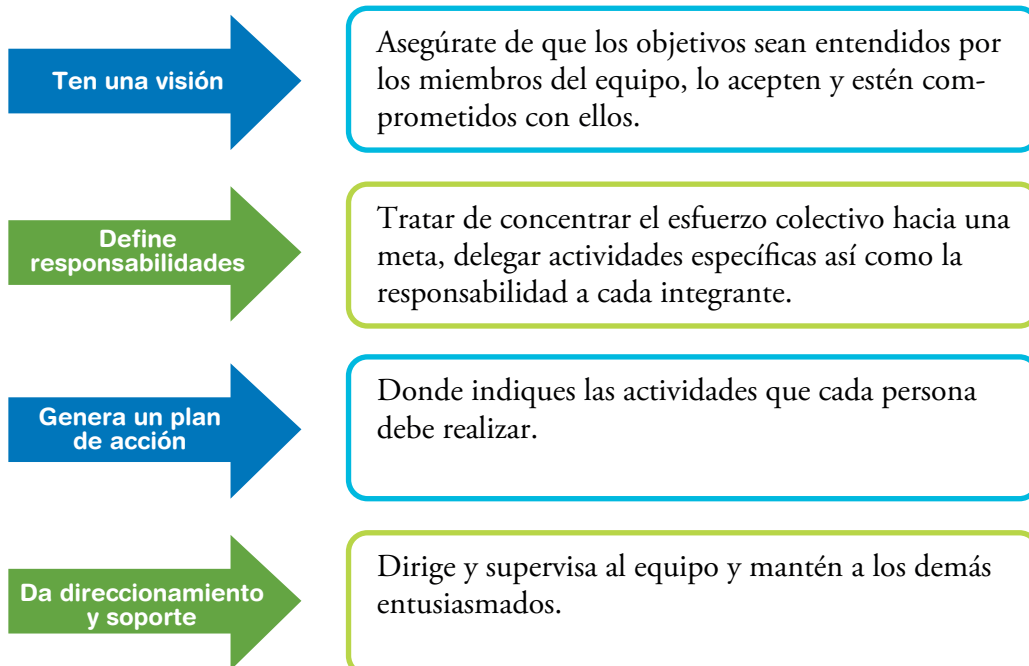 Ten una visión
Asegúrate de que los objetivos sean entendidos por
los miembros del equipo, lo acepten y estén com-
prometidos con ellos.
Define
responsabilidades
Tratar de concentrar el esfuerzo colectivo hacia una
meta, delegar actividades específicas así como la
responsabilidad a cada integrante.
Genera un plan
de acción
Donde indiques las actividades que cada persona
debe realizar.
Da direccionamiento
y soporte
Dirige y supervisa al equipo y mantén a los demás
entusiasmados.